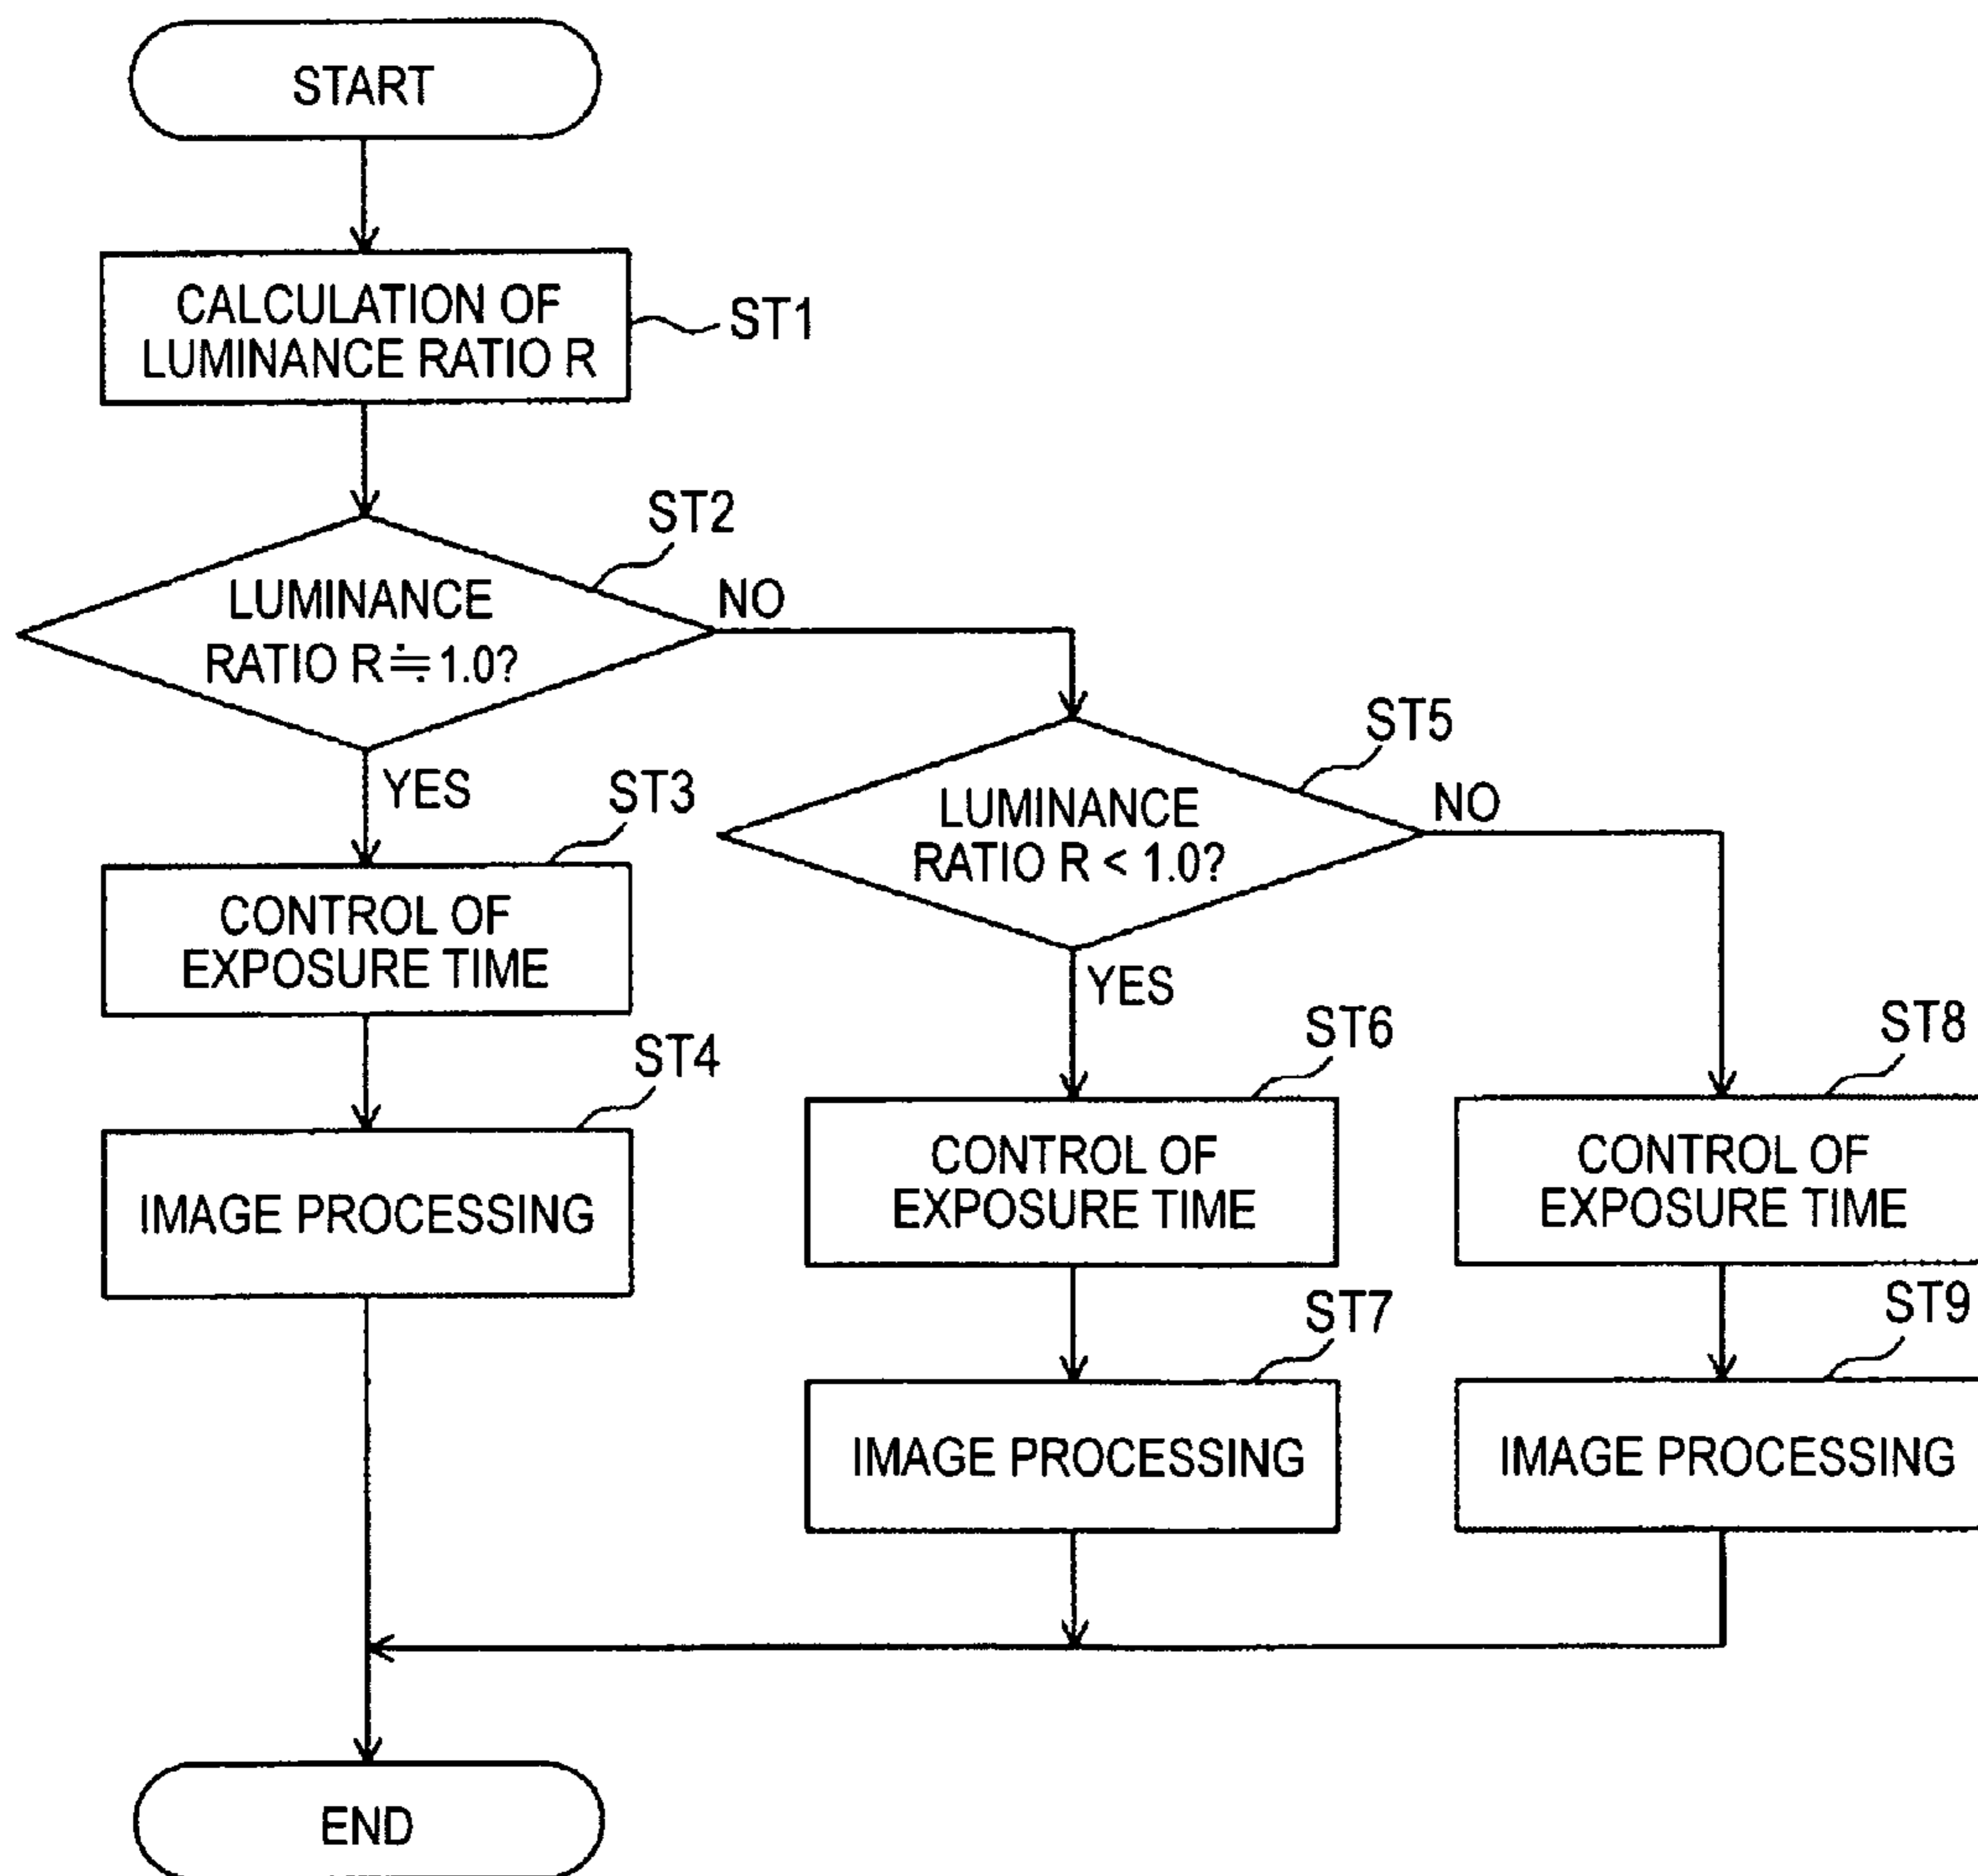 START
CALCULATION OF
LUMINANCE RATIO R
ST1
ST2
LUMINANCE
RATIO R≒1.0?
NO
YES
ST3
CONTROL OF
EXPOSURE TIME
ST4
IMAGE PROCESSING
ST5
LUMINANCE
RATIO R < 1.0?
NO
YES
ST6
CONTROL OF
EXPOSURE TIME
ST7
IMAGE PROCESSING
ST8
CONTROL OF
EXPOSURE TIME
ST9
IMAGE PROCESSING
END